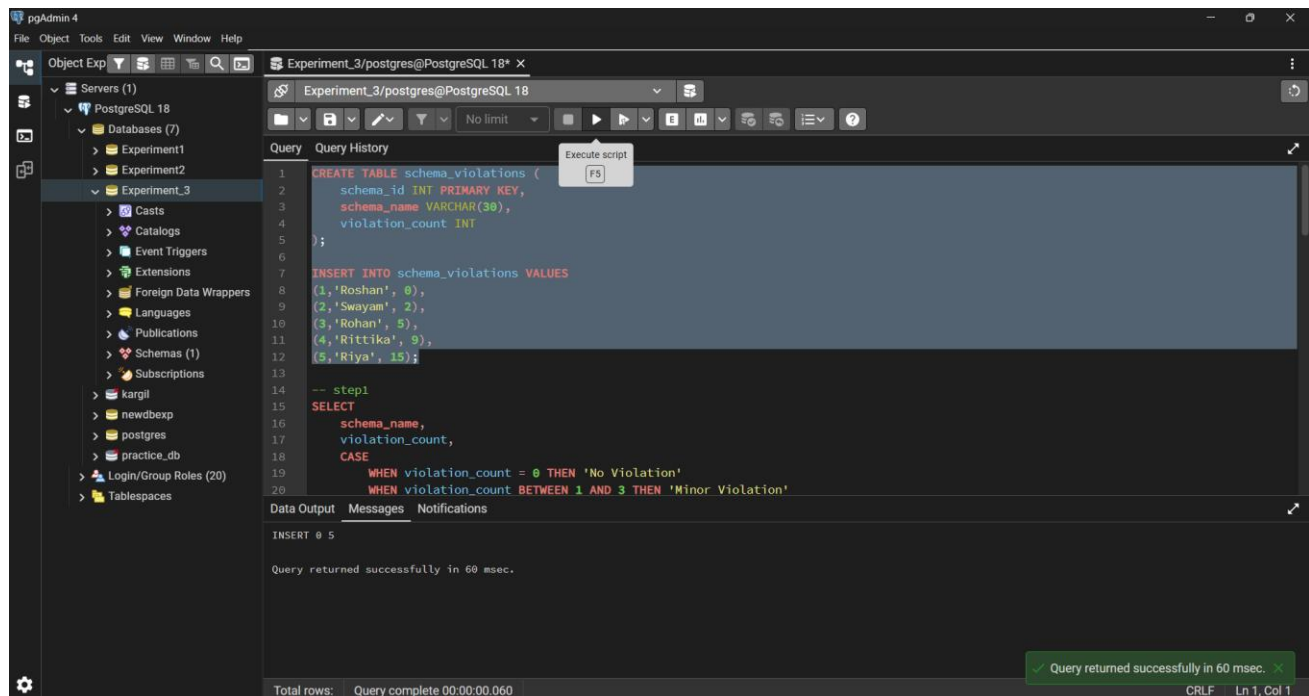 pgAdmin 4
File Object Tools Edit View Window Help
Object Exp
Servers (1)
PostgreSQL 18
Databases (7)
Experiment1
Experiment2
Experiment_3
Casts
Catalogs
Event Triggers
Extensions
Foreign Data Wrappers
Languages
Publications
Schemas (1)
Subscriptions
kargil
newdbexp
postgres
practice_db
Login/Group Roles (20)
Tablespaces
Experiment_3/postgres@PostgreSQL 18*
Experiment_3/postgres@PostgreSQL 18
No limit
Query Query History
Execute script
F5
1 CREATE TABLE schema_violations (
2 schema_id INT PRIMARY KEY,
3 schema_name VARCHAR(30),
4 violation_count INT
5 );
6
7 INSERT INTO schema_violations VALUES
8 (1,'Roshan', 0),
9 (2,'Swayam', 2),
10 (3,'Rohan', 5),
11 (4,'Rittika', 9),
12 (5,'Riya', 15);
13
14 -- step1
15 SELECT
16 schema_name,
17 violation_count,
18 CASE
19 WHEN violation_count = 0 THEN 'No Violation'
20 WHEN violation_count BETWEEN 1 AND 3 THEN 'Minor Violation'
Data Output Messages Notifications
INSERT 0 5
Query returned successfully in 60 msec.
Query returned successfully in 60 msec.
Total rows: Query complete 00:00:00.060
CRLF Ln 1, Col 1